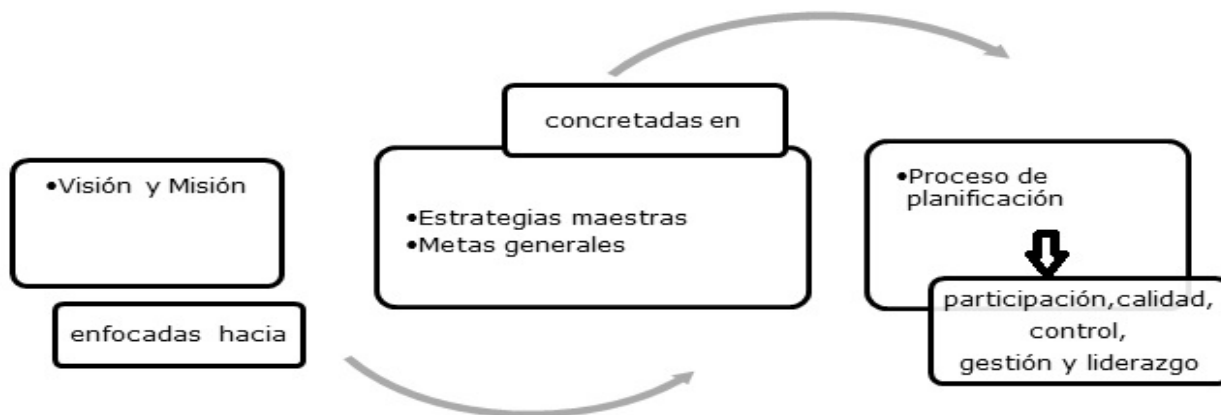 •Visión y Misión
enfocadas hacia
concretadas en
•Estrategias maestras
•Metas generales
•Proceso de
planificación
participación,calidad,
control,
gestión y liderazgo